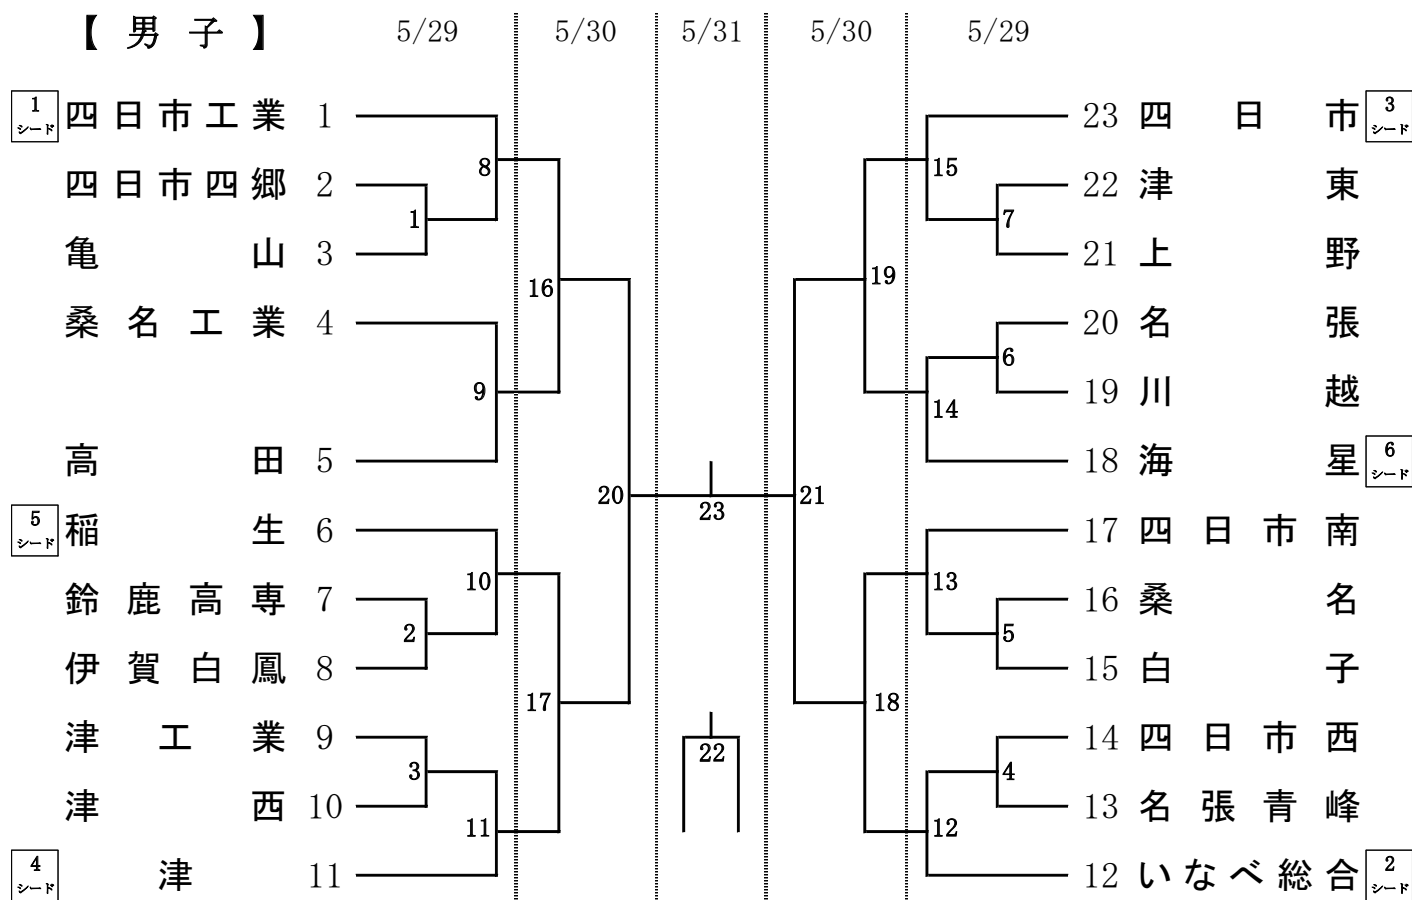 【 男 子 】 5/29 5/30 5/31 5/30 5/29
1 シード 四日市工業 1
四日市四郷 2
亀山 3
桑名工業 4
高田 5
5 シード 稲生 6
鈴鹿高専 7
伊賀白鳳 8
津工業 9
津西 10
4 シード 津 11
8
1
16
9
20
10
2
17
3
11
23
22
15
7
19
6
14
21
13
5
18
4
12
23 四日市 3 シード
22 津東
21 上野
20 名張
19 川越
18 海星 6 シード
17 四日市南
16 桑名
15 白子
14 四日市西
13 名張青峰
12 いなべ総合 2 シード